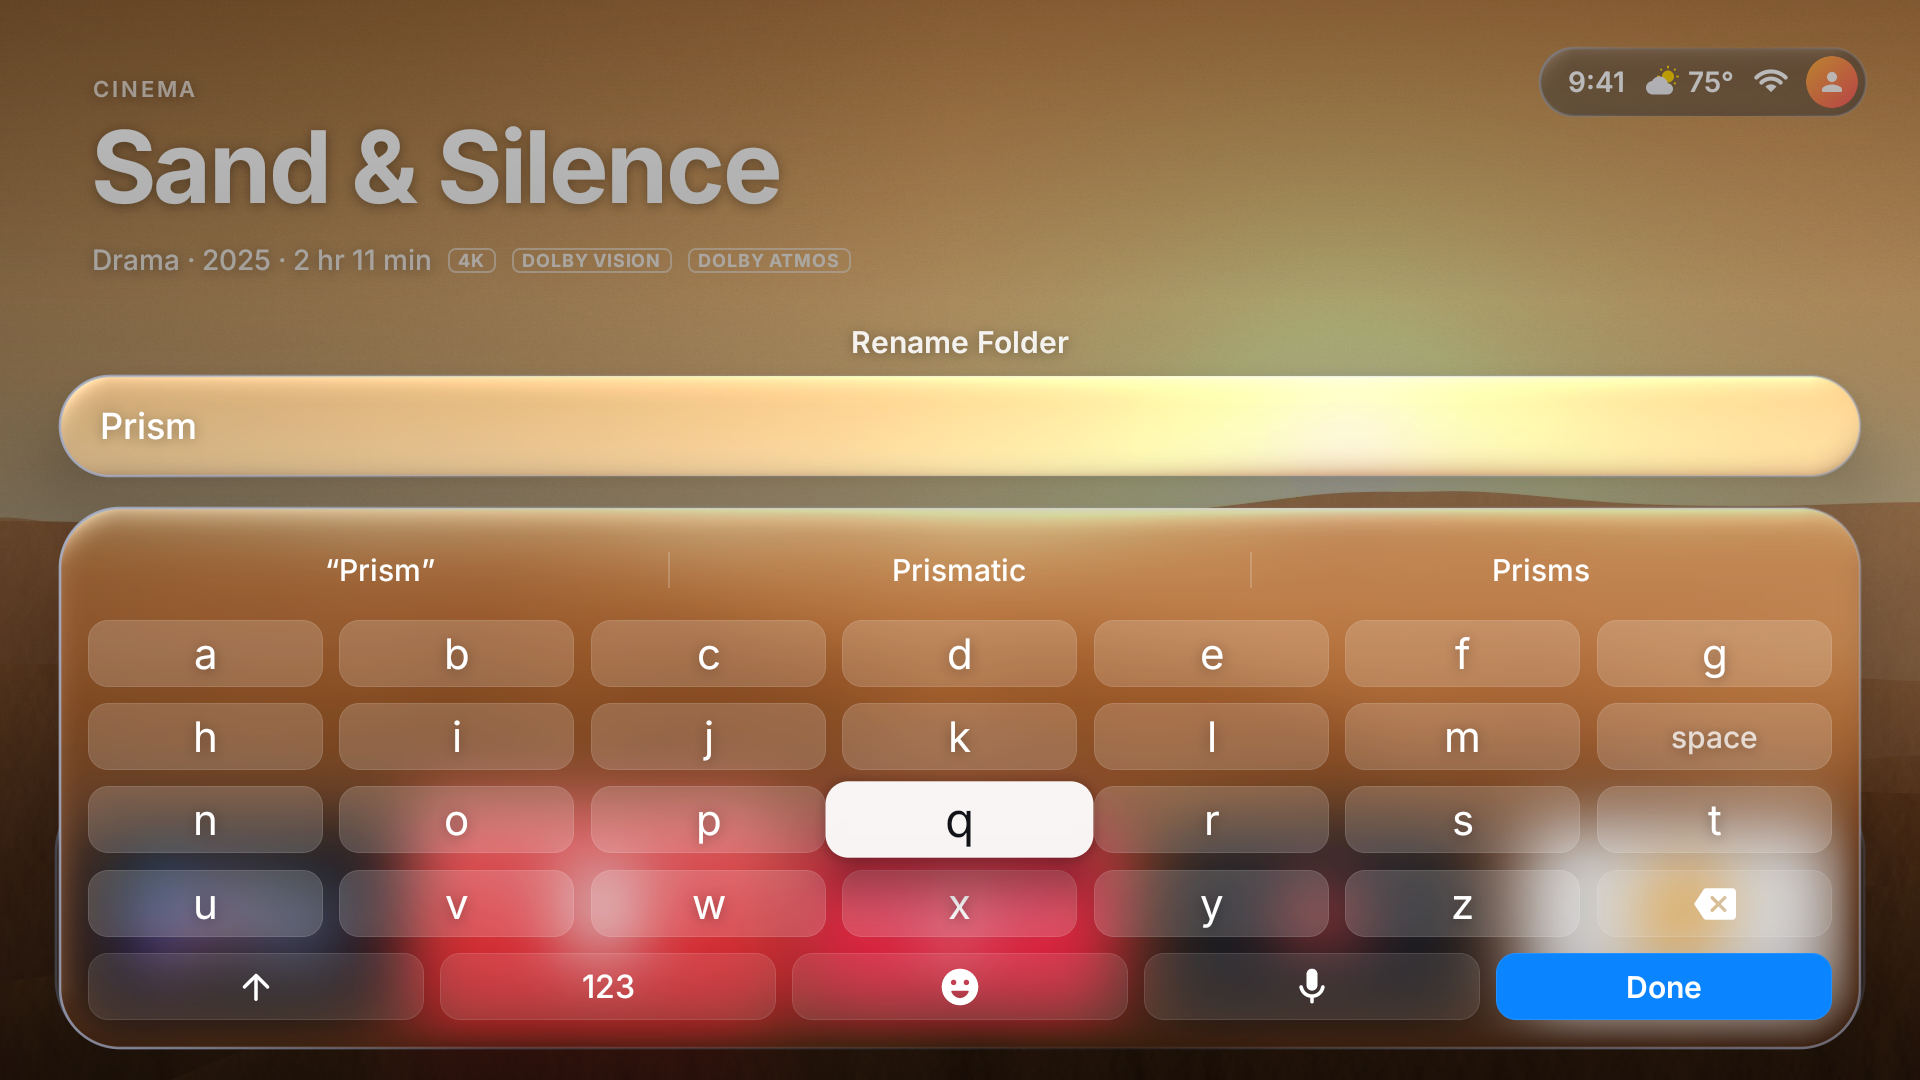 CINEMA
9:41 75°
Sand & Silence
Drama · 2025 · 2 hr 11 min 4K DOLBY VISION DOLBY ATMOS
Rename Folder
Prism
“Prism” Prismatic Prisms
a b c d e f g
h i j k l m space
n o p q r s t
u v w x y z
123 Done